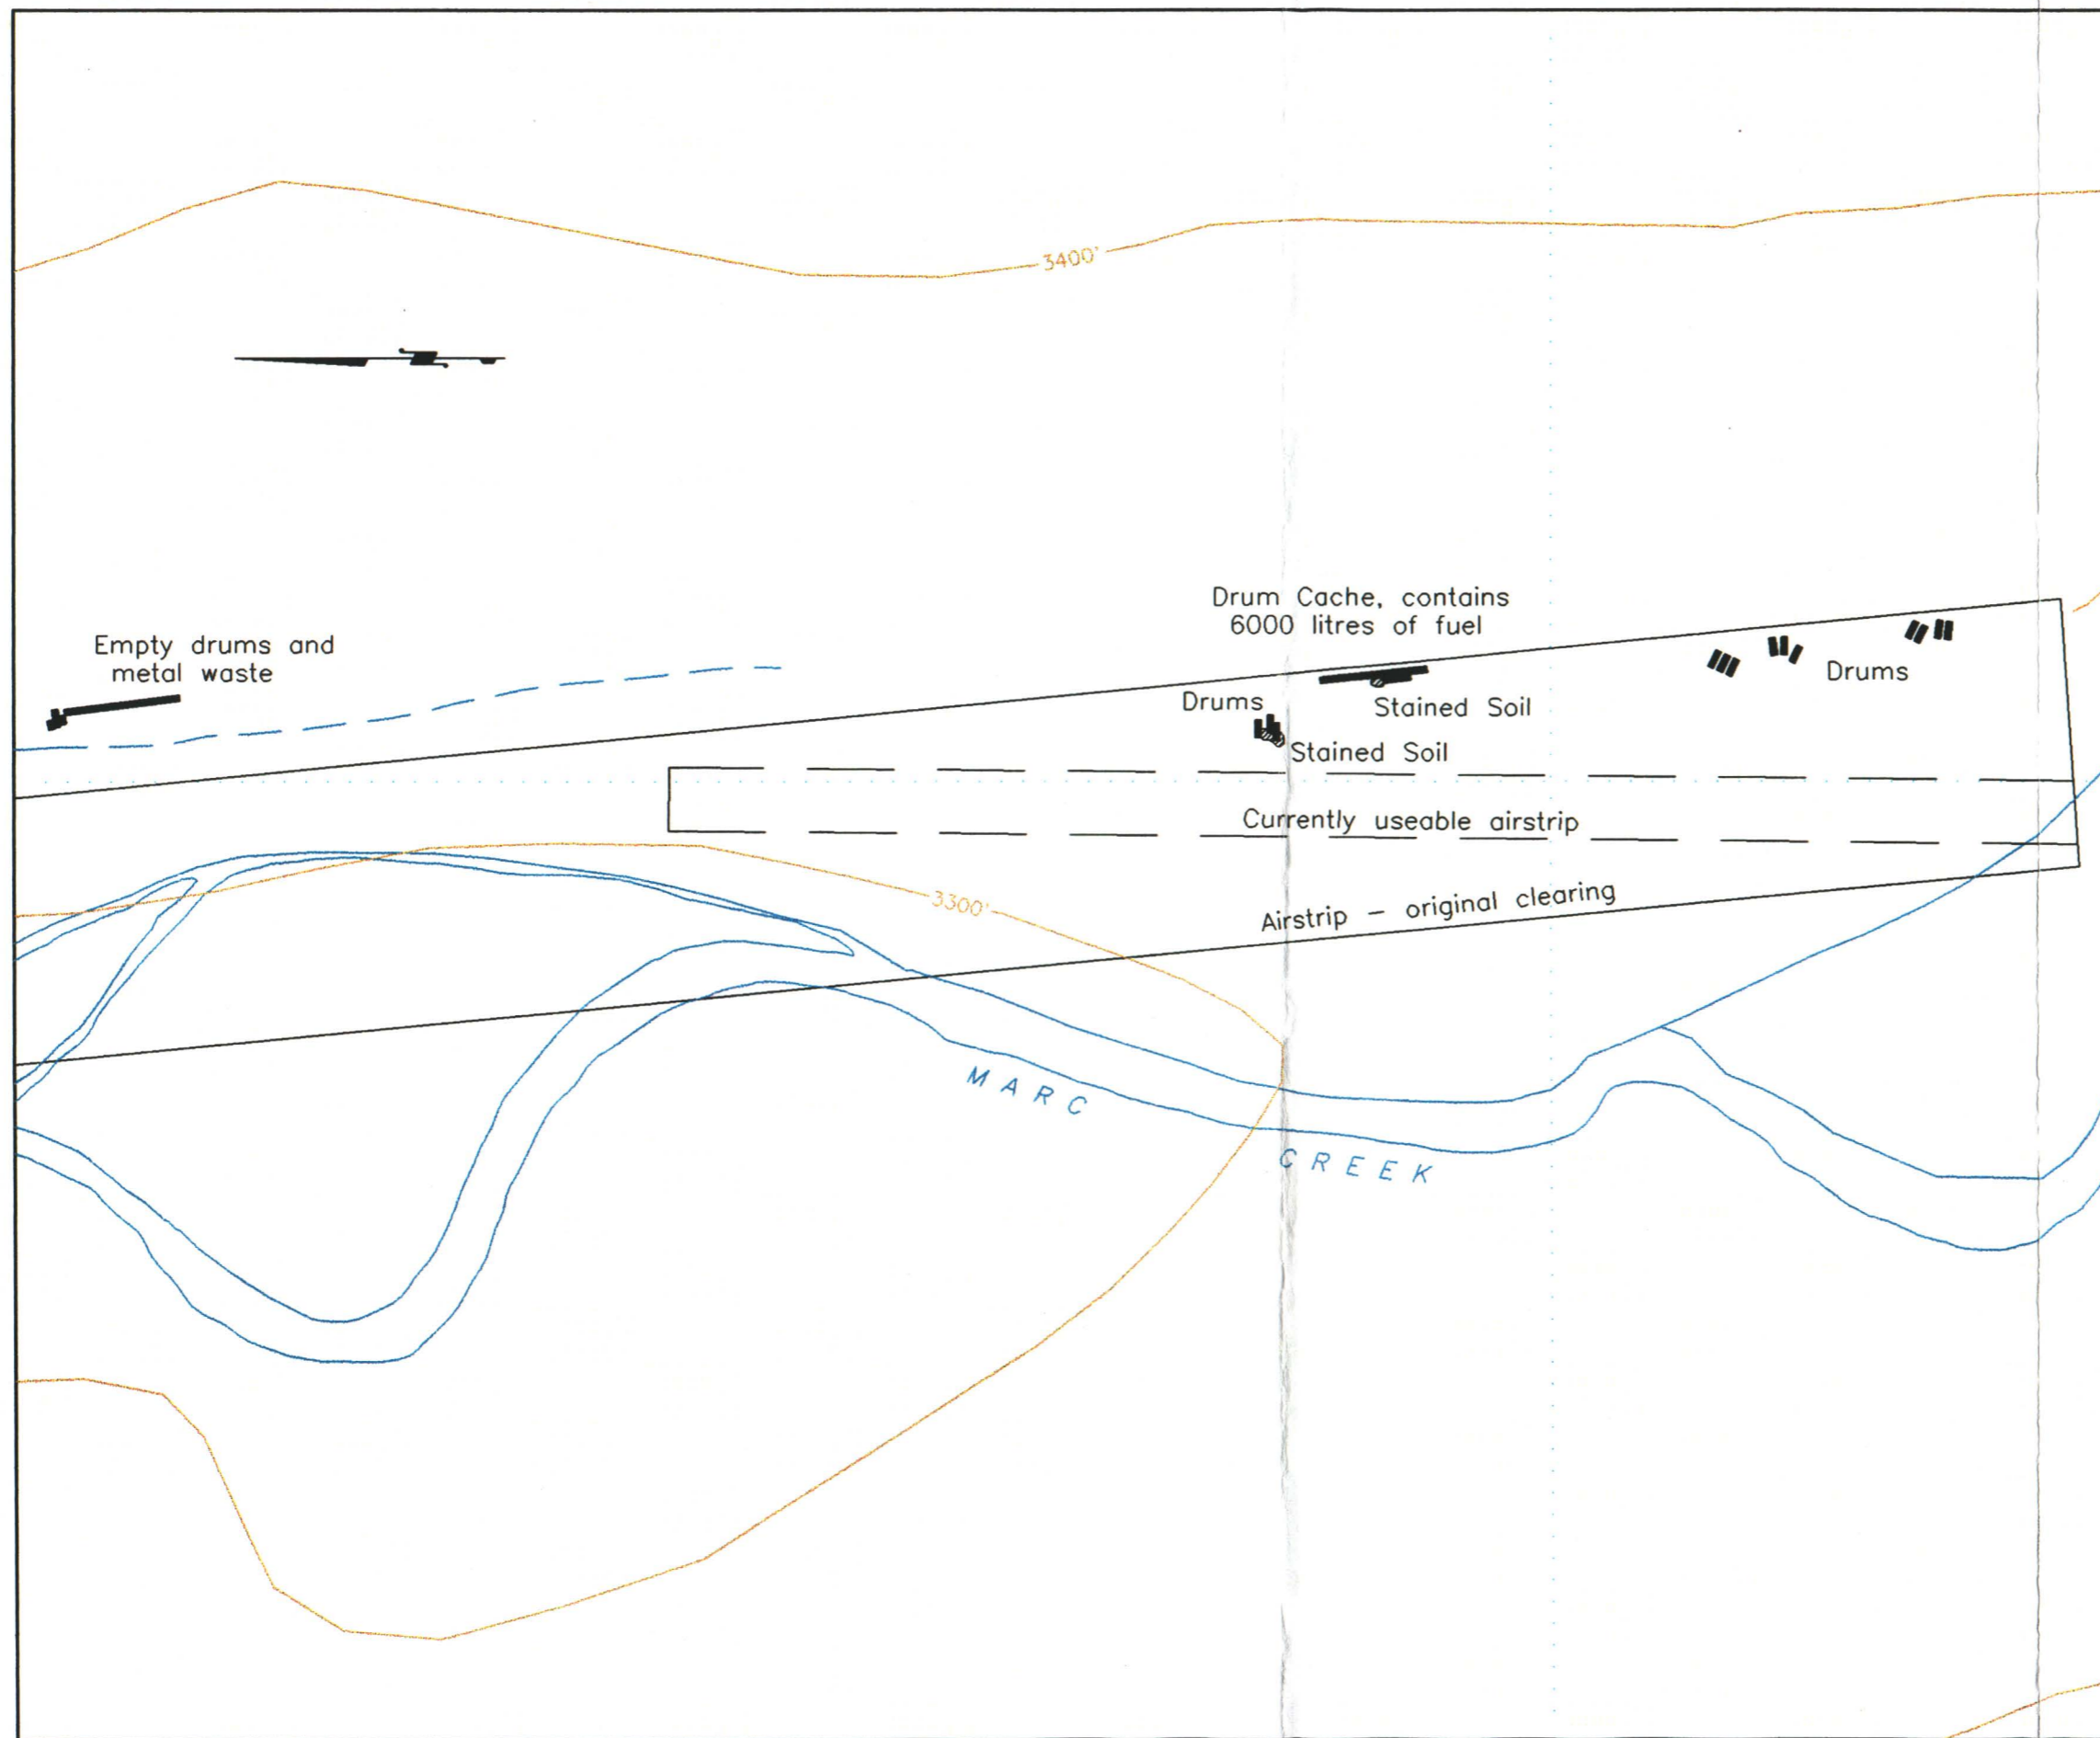 3400'
Drum Cache, contains
6000 litres of fuel
Empty drums and
metal waste
Drums
Drums
Stained Soil
Stained Soil
Currently useable airstrip
Airstrip – original clearing
3300'
MARC
CREEK